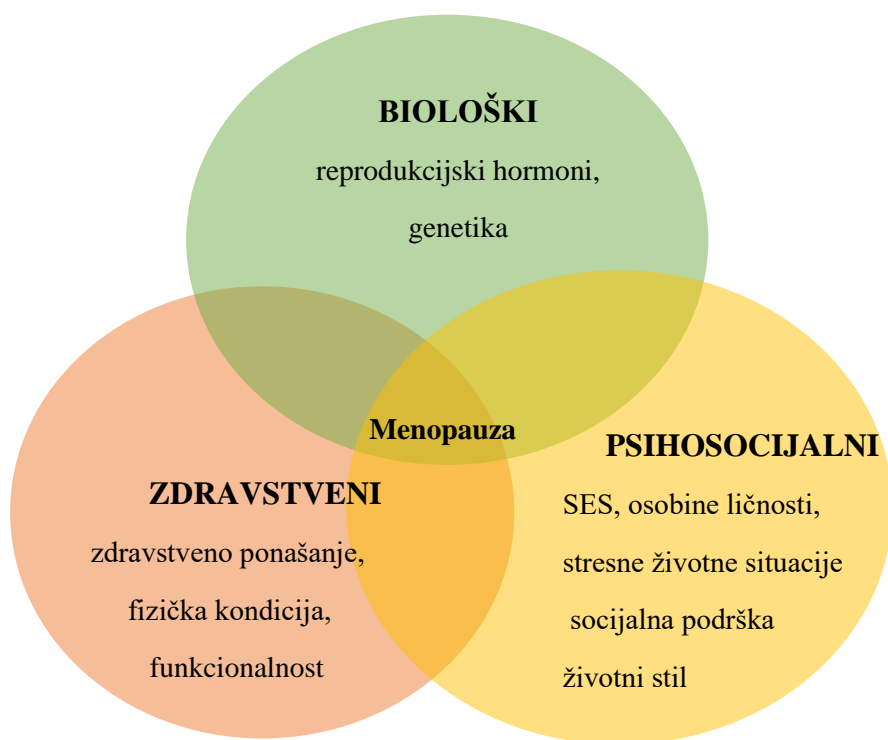 BIOLOŠKI
reprodukcijski hormoni,
genetika
Menopauza
ZDRAVSTVENI
zdravstveno ponašanje,
fizička kondicija,
funkcionalnost
PSIHOSOCIJALNI
SES, osobine ličnosti,
stresne životne situacije
socijalna podrška
životni stil